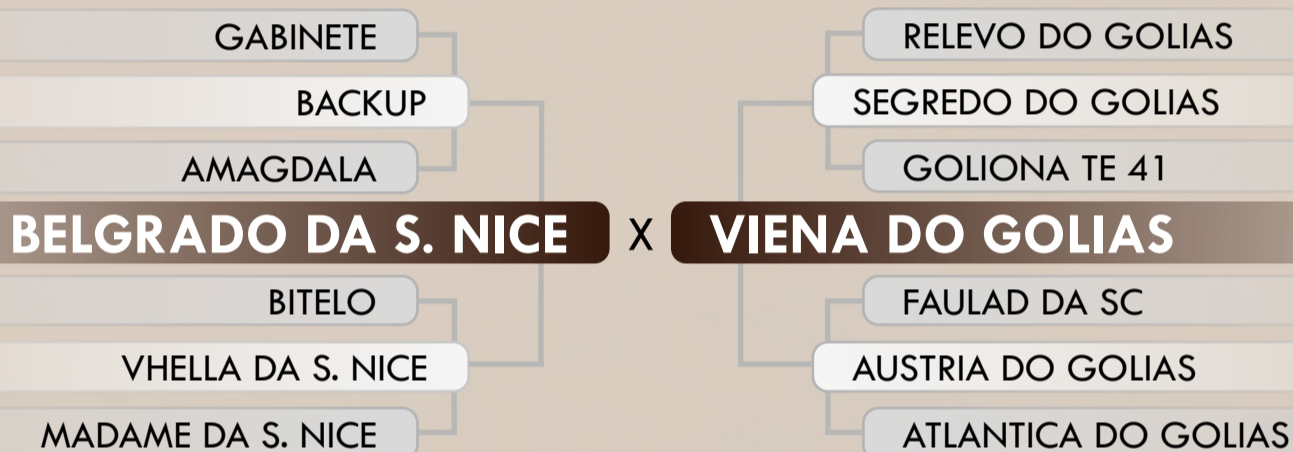 GABINETE
BACKUP
AMAGDALA
BELGRADO DA S. NICE
BITELO
VHELLA DA S. NICE
MADAME DA S. NICE
X
RELEVO DO GOLIAS
SEGREDO DO GOLIAS
GOLIONA TE 41
VIENA DO GOLIAS
FAULAD DA SC
AUSTRIA DO GOLIAS
ATLANTICA DO GOLIAS